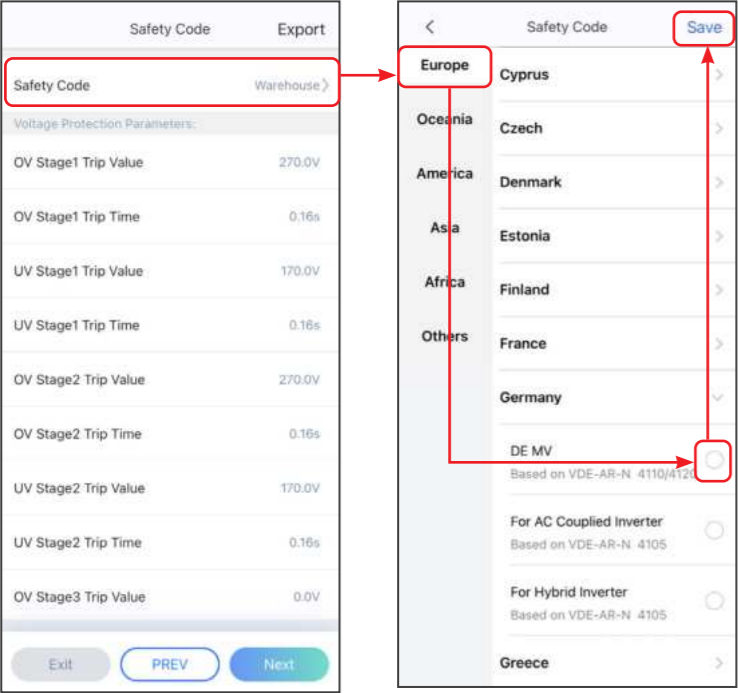 Safety Code Export
Safety Code Warehouse
Voltage Protection Parameters:
OV Stage1 Trip Value 270.0V
OV Stage1 Trip Time 0.16s
UV Stage1 Trip Value 170.0V
UV Stage1 Trip Time 0.16s
OV Stage2 Trip Value 270.0V
OV Stage2 Trip Time 0.16s
UV Stage2 Trip Value 170.0V
UV Stage2 Trip Time 0.16s
OV Stage3 Trip Value 0.0V
Exit PREV Next
Safety Code Save
Europe
Oceania
America
Asia
Africa
Others
Cyprus
Czech
Denmark
Estonia
Finland
France
Germany
DE MV
Based on VDE-AR-N 4110/4120
For AC Couplied Inverter
Based on VDE-AR-N 4105
For Hybrid Inverter
Based on VDE-AR-N 4105
Greece